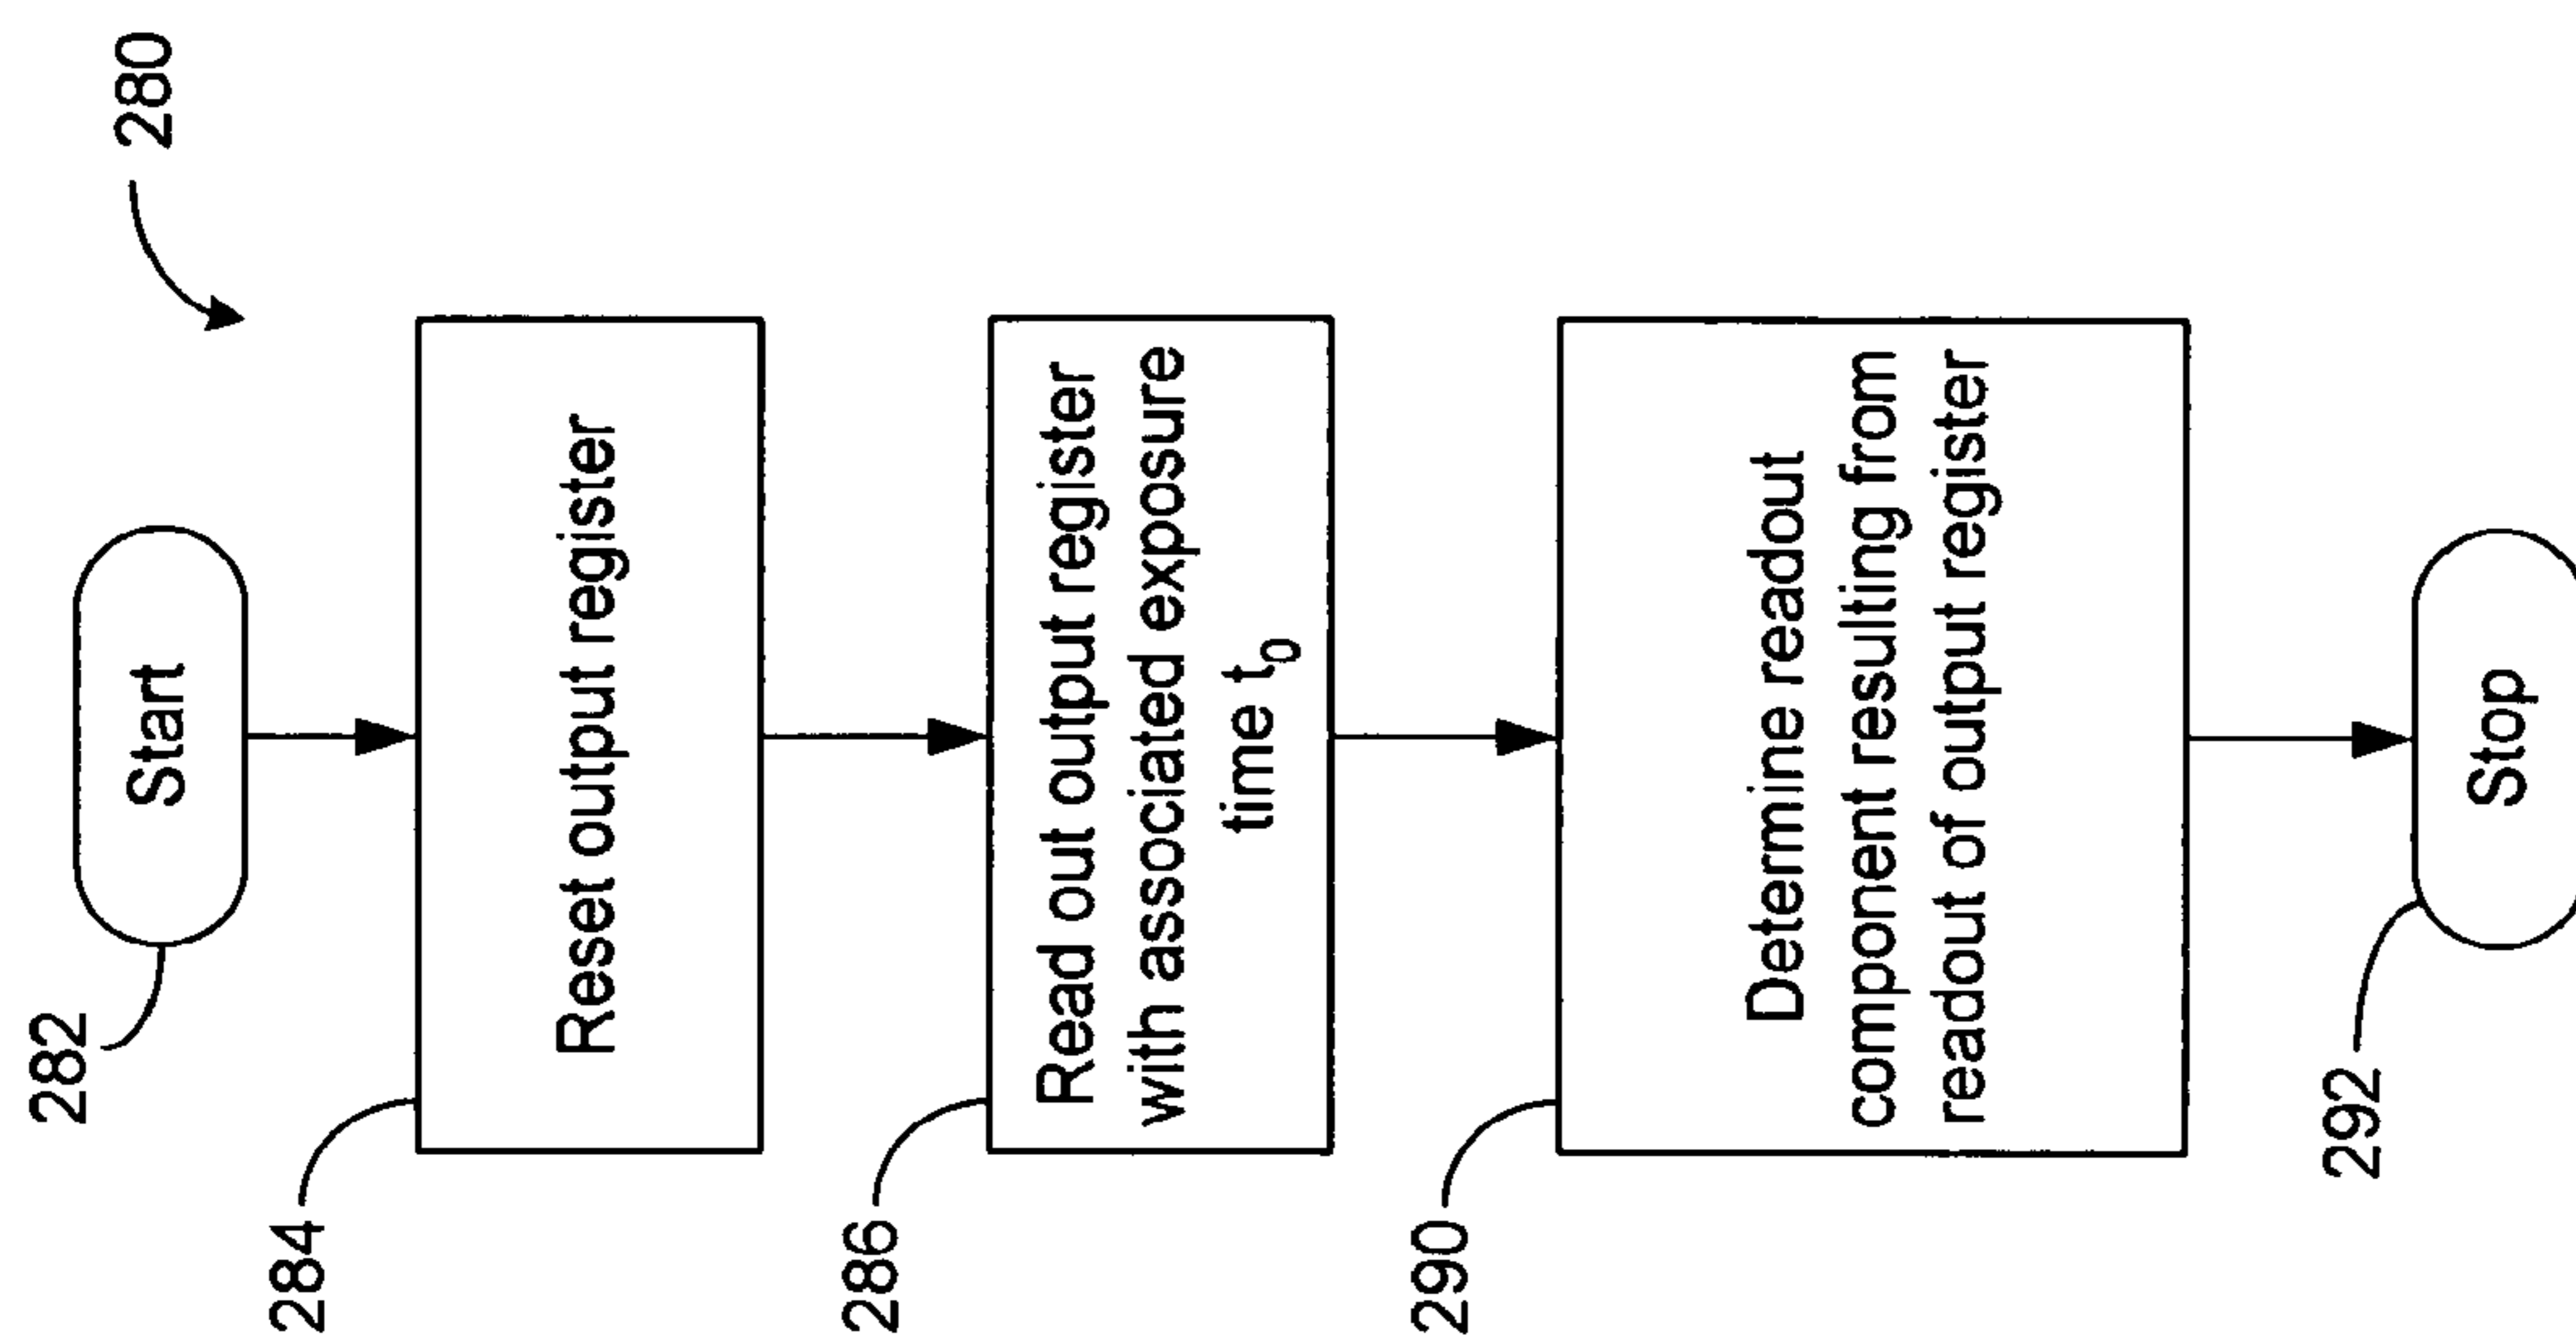 280
282
Start
284
Reset output register
286
Read out output register
with associated exposure
time t₀
290
Determine readout
component resulting from
readout of output register
292
Stop